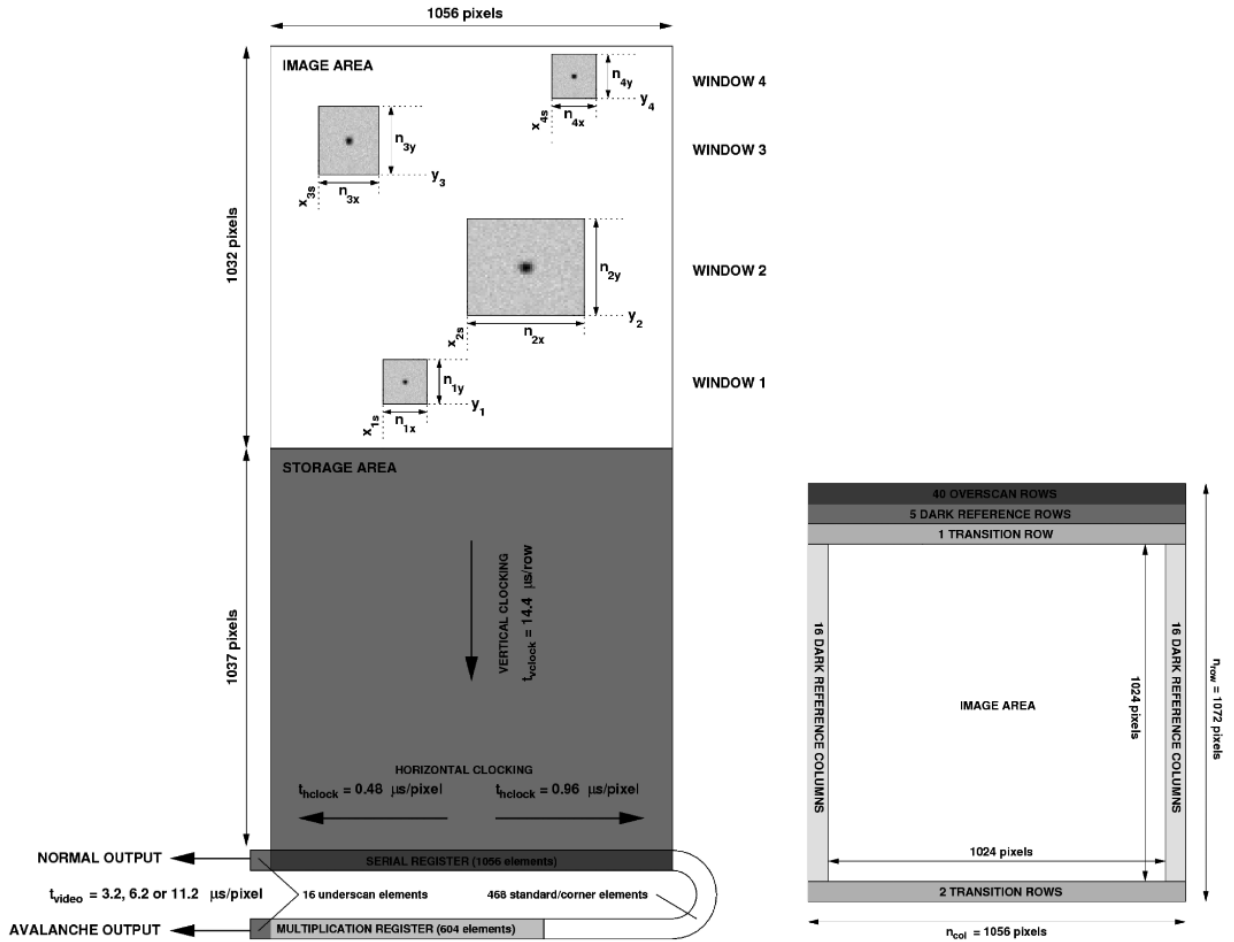 1056 pixels
IMAGE AREA
n4y
WINDOW 4
y4
x4s
n4x
n3y
WINDOW 3
y3
x3s
n3x
1032 pixels
n2y
WINDOW 2
y2
x2s
n2x
n1y
WINDOW 1
y1
x1s
n1x
STORAGE AREA
1037 pixels
VERTICAL CLOCKING
tvclock = 14.4 μs/row
HORIZONTAL CLOCKING
thclock = 0.48 μs/pixel
thclock = 0.96 μs/pixel
NORMAL OUTPUT
SERIAL REGISTER (1056 elements)
tvideo = 3.2, 6.2 or 11.2 μs/pixel
16 underscan elements
468 standard/corner elements
AVALANCHE OUTPUT
MULTIPLICATION REGISTER (604 elements)
40 OVERSCAN ROWS
5 DARK REFERENCE ROWS
1 TRANSITION ROW
16 DARK REFERENCE COLUMNS
IMAGE AREA
1024 pixels
16 DARK REFERENCE COLUMNS
nrow = 1072 pixels
1024 pixels
2 TRANSITION ROWS
ncol = 1056 pixels